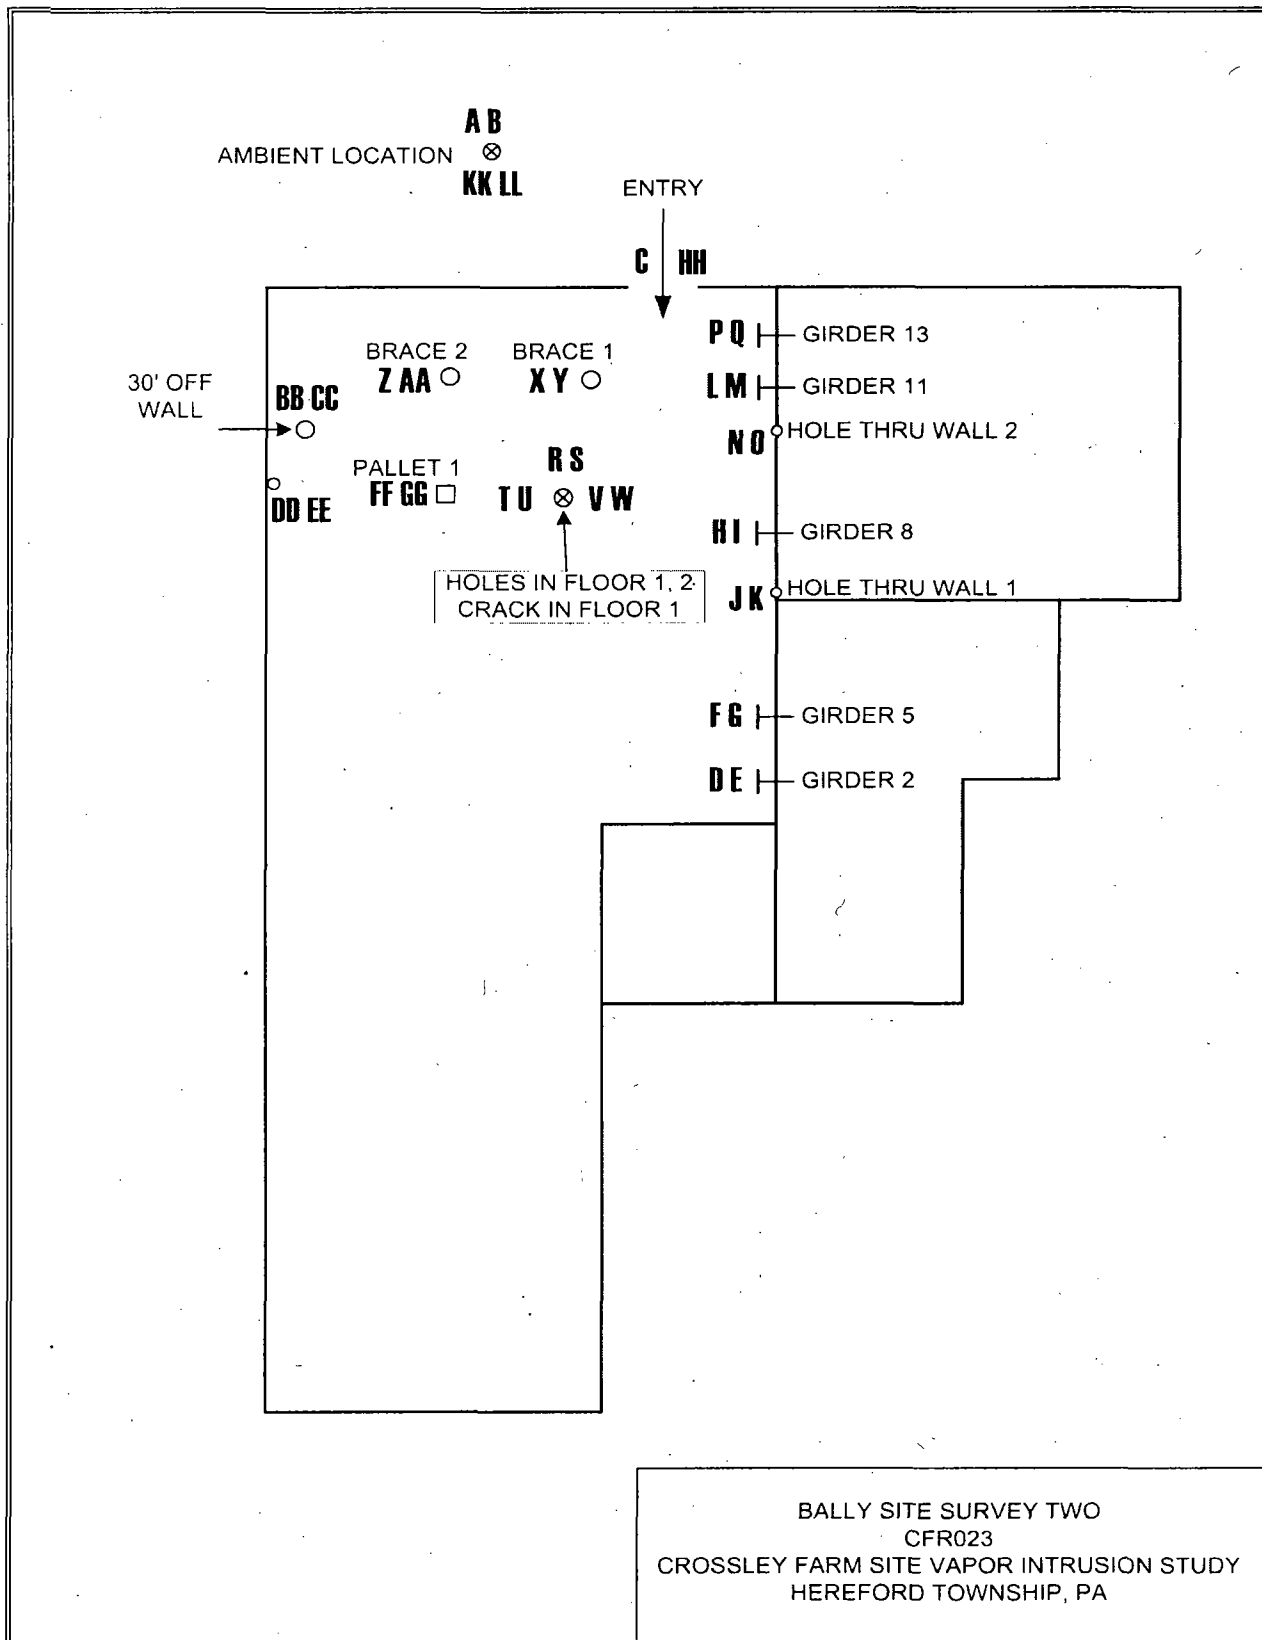 A B
AMBIENT LOCATION
KK LL
ENTRY
C HH
P Q GIRDER 13
BRACE 2 BRACE 1
Z AA X Y
L M GIRDER 11
30' OFF
WALL
BB CC
N O HOLE THRU WALL 2
R S
PALLET 1
FF GG
T U V W
DD EE
H I GIRDER 8
HOLES IN FLOOR 1, 2
CRACK IN FLOOR 1
J K HOLE THRU WALL 1
F G GIRDER 5
D E GIRDER 2
BALLY SITE SURVEY TWO
CFR023
CROSSLEY FARM SITE VAPOR INTRUSION STUDY
HEREFORD TOWNSHIP, PA